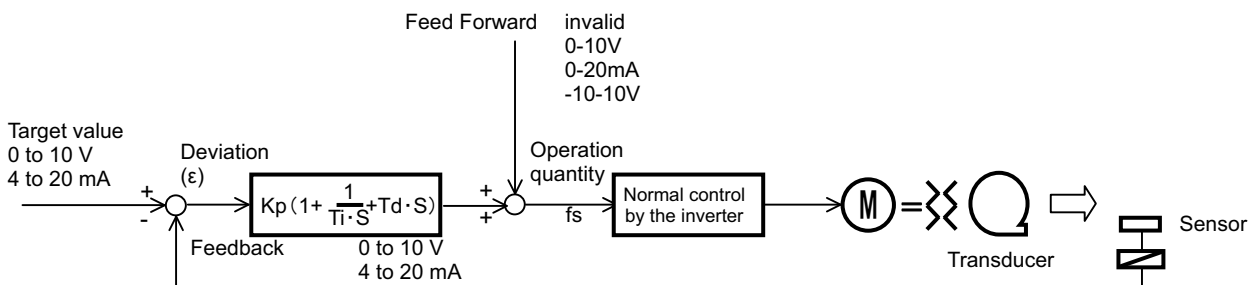 Feed Forward
invalid
0-10V
0-20mA
-10-10V
Target value
0 to 10 V
4 to 20 mA
Deviation
(ε)
+
-
Feedback
Kp(1+ 1/Ti·S +Td·S)
0 to 10 V
4 to 20 mA
+
+
Operation
quantity
fs
Normal control
by the inverter
M
=
Transducer
Sensor